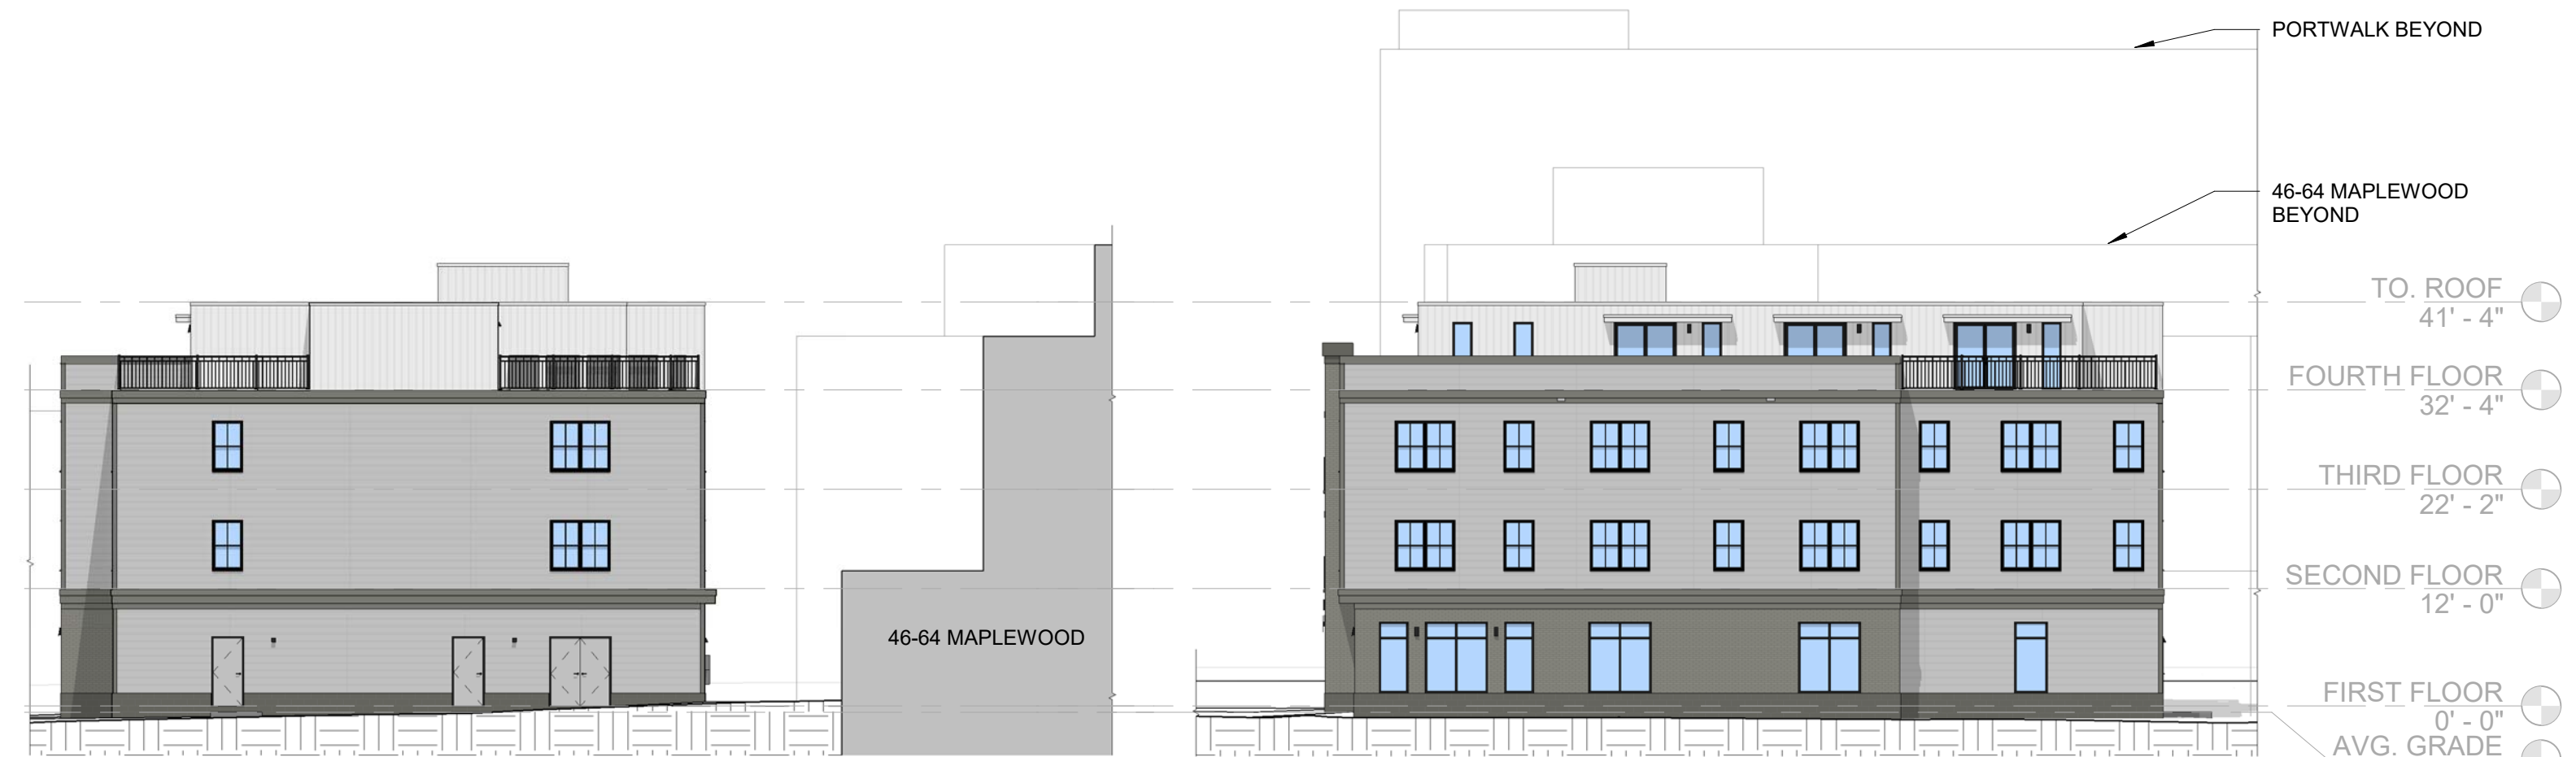 PORTWALK BEYOND
46-64 MAPLEWOOD
BEYOND
TO. ROOF
41' - 4"
FOURTH FLOOR
32' - 4"
THIRD FLOOR
22' - 2"
SECOND FLOOR
12' - 0"
46-64 MAPLEWOOD
FIRST FLOOR
0' - 0"
AVG. GRADE